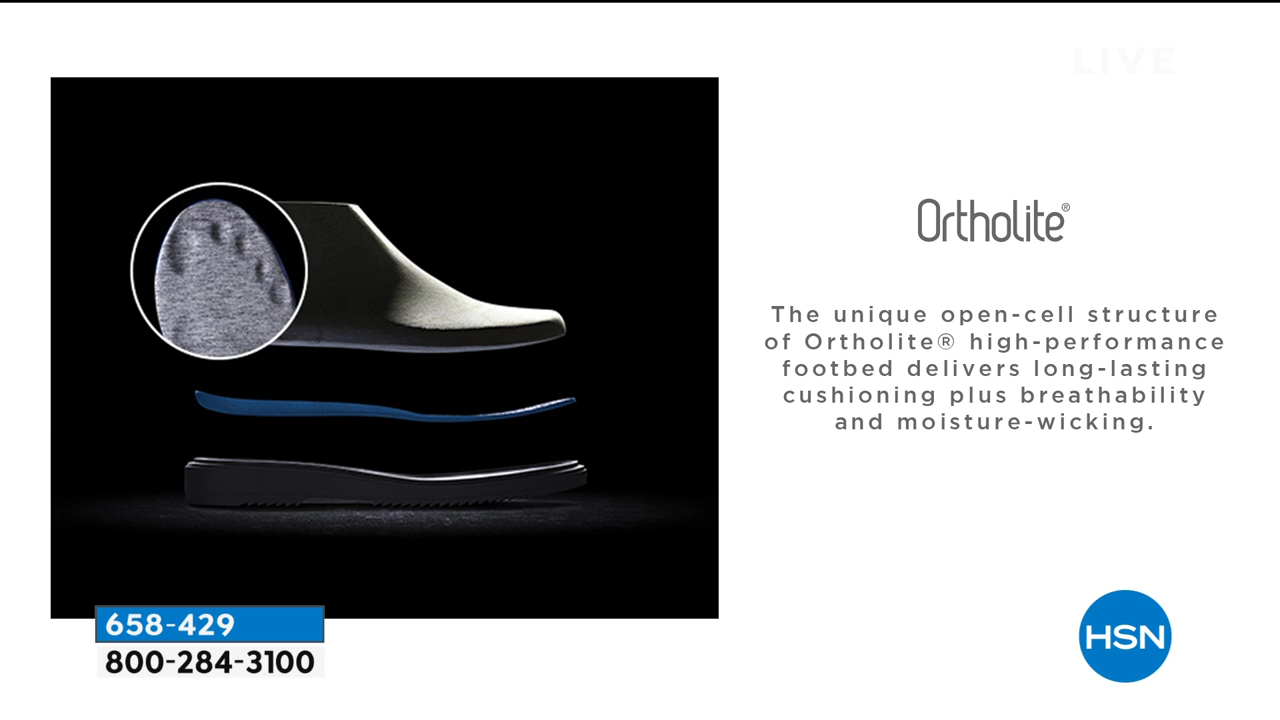 LIVE
Ortholite®
The unique open-cell structure
of Ortholite® high-performance
footbed delivers long-lasting
cushioning plus breathability
and moisture-wicking.
658-429
800-284-3100
HSN